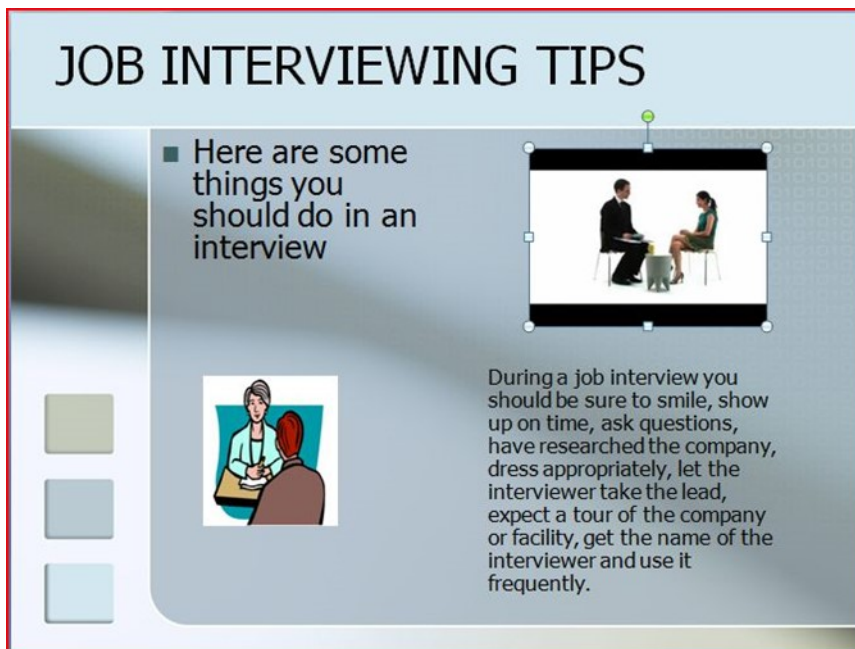 JOB INTERVIEWING TIPS
Here are some
things you
should do in an
interview
During a job interview you
should be sure to smile, show
up on time, ask questions,
have researched the company,
dress appropriately, let the
interviewer take the lead,
expect a tour of the company
or facility, get the name of the
interviewer and use it
frequently.